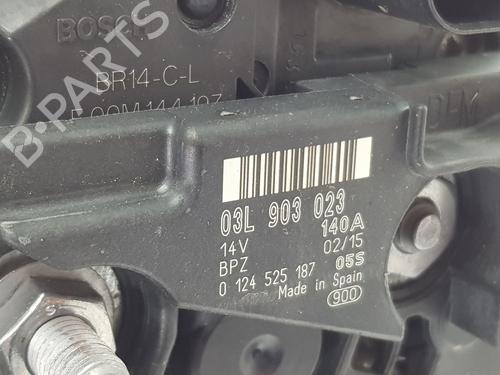 BOSCH
BR14-C-L
B-PARTS
03L 903 023
14V 140A
BPZ 02/15
0 124 525 187 05S
Made in Spain
900